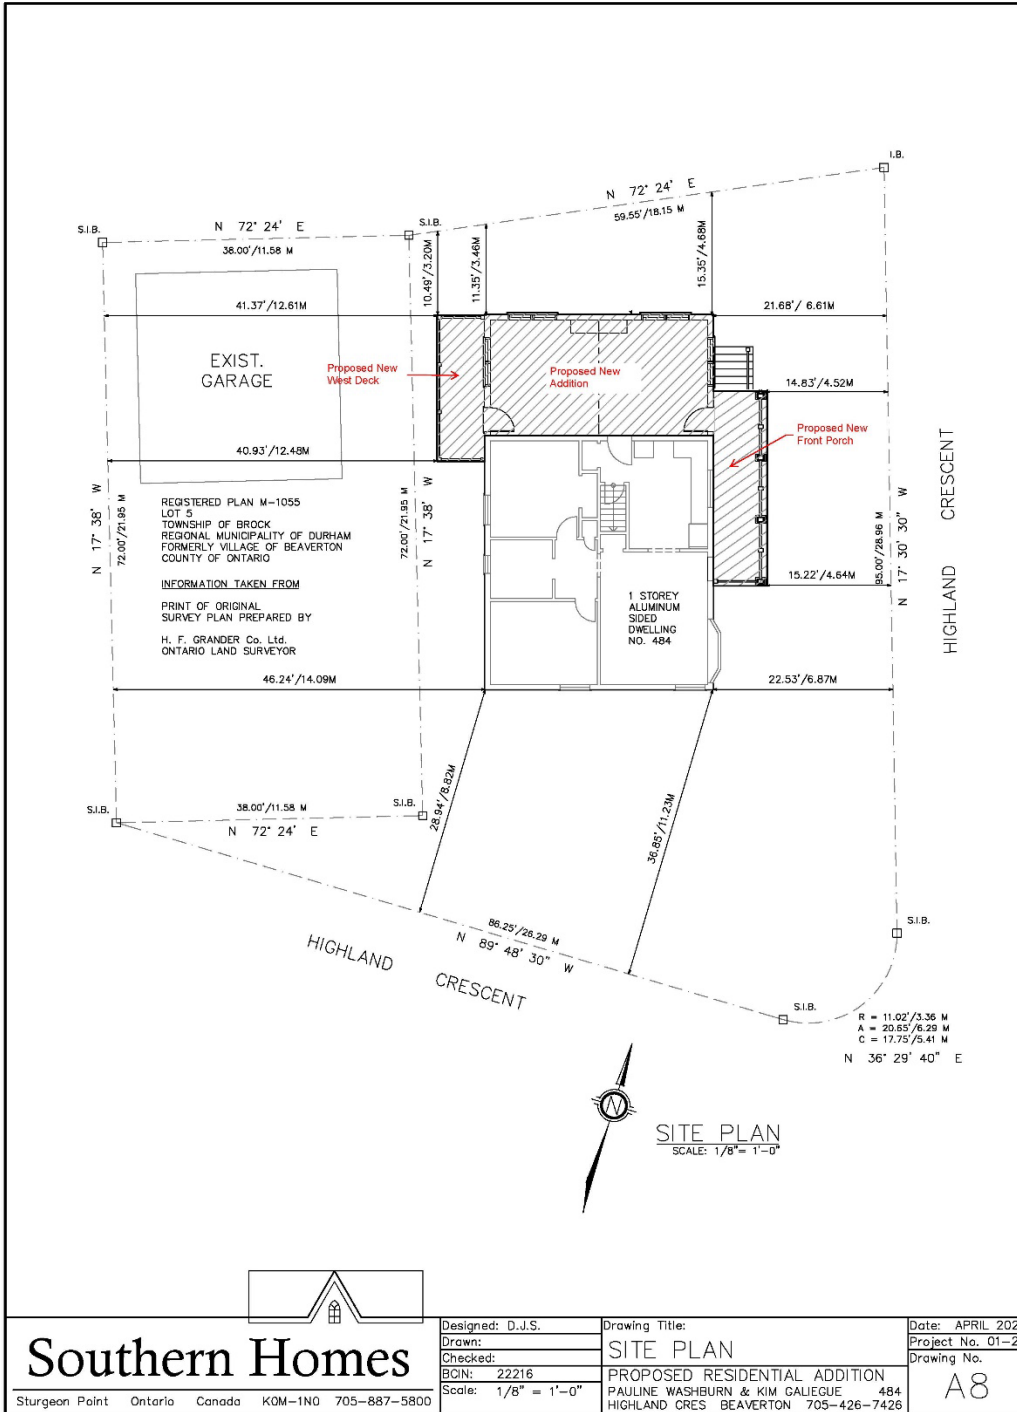 I.B.
N 72° 24' E
59.55'/18.15 M
S.I.B.
N 72° 24' E
S.I.B.
38.00'/11.58 M
10.49'/3.20M
11.35'/3.46M
15.35'/4.68M
41.37'/12.61M
21.68'/ 6.61M
EXIST.
GARAGE
Proposed New
West Deck
Proposed New
Addition
14.83'/4.52M
Proposed New
Front Porch
40.93'/12.48M
N 17° 38' W
72.00'/21.95 M
72.00'/21.95 M
N 17° 38' W
95.00'/28.96 M
N 17° 30' 30" W
HIGHLAND CRESCENT
REGISTERED PLAN M-1055
LOT 5
TOWNSHIP OF BROCK
REGIONAL MUNICIPALITY OF DURHAM
FORMERLY VILLAGE OF BEAVERTON
COUNTY OF ONTARIO
INFORMATION TAKEN FROM
PRINT OF ORIGINAL
SURVEY PLAN PREPARED BY
H. F. GRANDER Co. Ltd.
ONTARIO LAND SURVEYOR
15.22'/4.64M
1 STOREY
ALUMINUM
SIDED
DWELLING
NO. 484
46.24'/14.09M
22.53'/6.87M
28.94'/8.82M
36.85'/11.23M
S.I.B.
38.00'/11.58 M
S.I.B.
N 72° 24' E
86.25'/26.29 M
N 89° 48' 30" W
HIGHLAND CRESCENT
S.I.B.
S.I.B.
R = 11.02'/3.36 M
A = 20.65'/6.29 M
C = 17.75'/5.41 M
N 36° 29' 40" E
N
SITE PLAN
SCALE: 1/8"= 1'-0"
Southern Homes
Sturgeon Point Ontario Canada K0M-1N0 705-887-5800
Designed: D.J.S.
Drawn:
Checked:
BCIN: 22216
Scale: 1/8" = 1'-0"
Drawing Title:
SITE PLAN
PROPOSED RESIDENTIAL ADDITION
PAULINE WASHBURN & KIM GALIEGUE 484
HIGHLAND CRES BEAVERTON 705-426-7426
Date: APRIL 202
Project No. 01-2
Drawing No.
A8